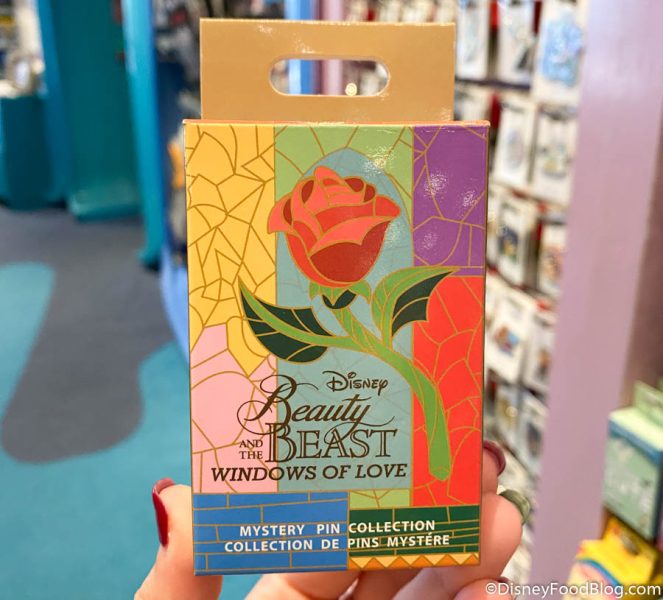 Disney
Beauty
AND THE BEAST
WINDOWS OF LOVE
MYSTERY PIN COLLECTION
COLLECTION DE PINS MYSTÈRE
©DisneyFoodBlog.com